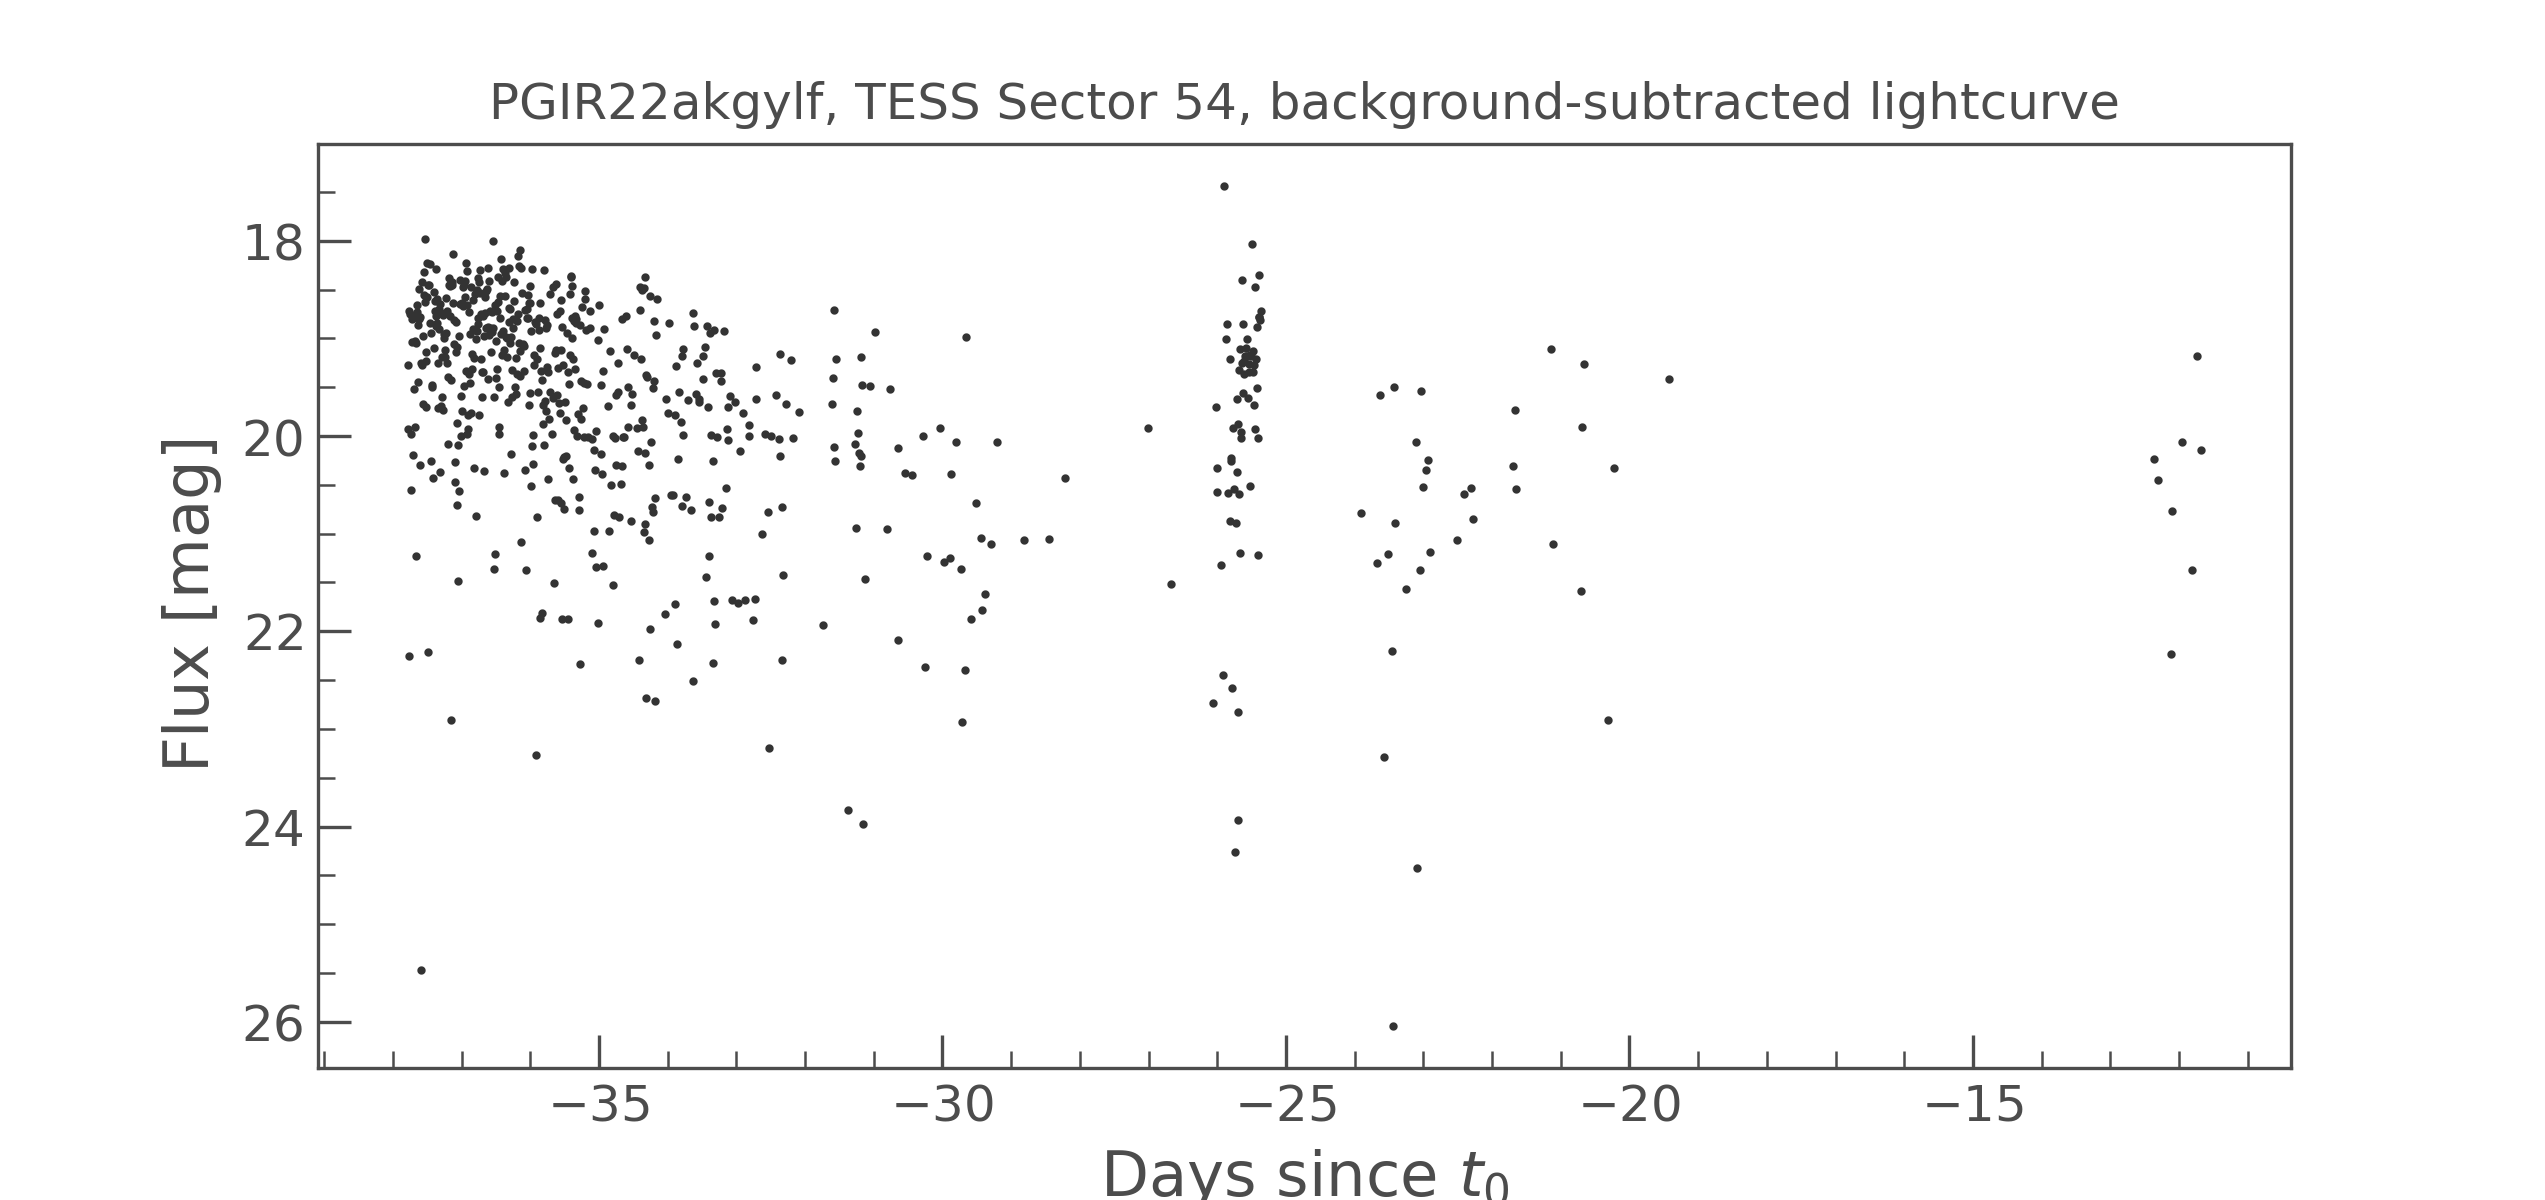 PGIR22akgylf, TESS Sector 54, background-subtracted lightcurve
Flux [mag]
18
20
22
24
26
−35 −30 −25 −20 −15
Days since t₀